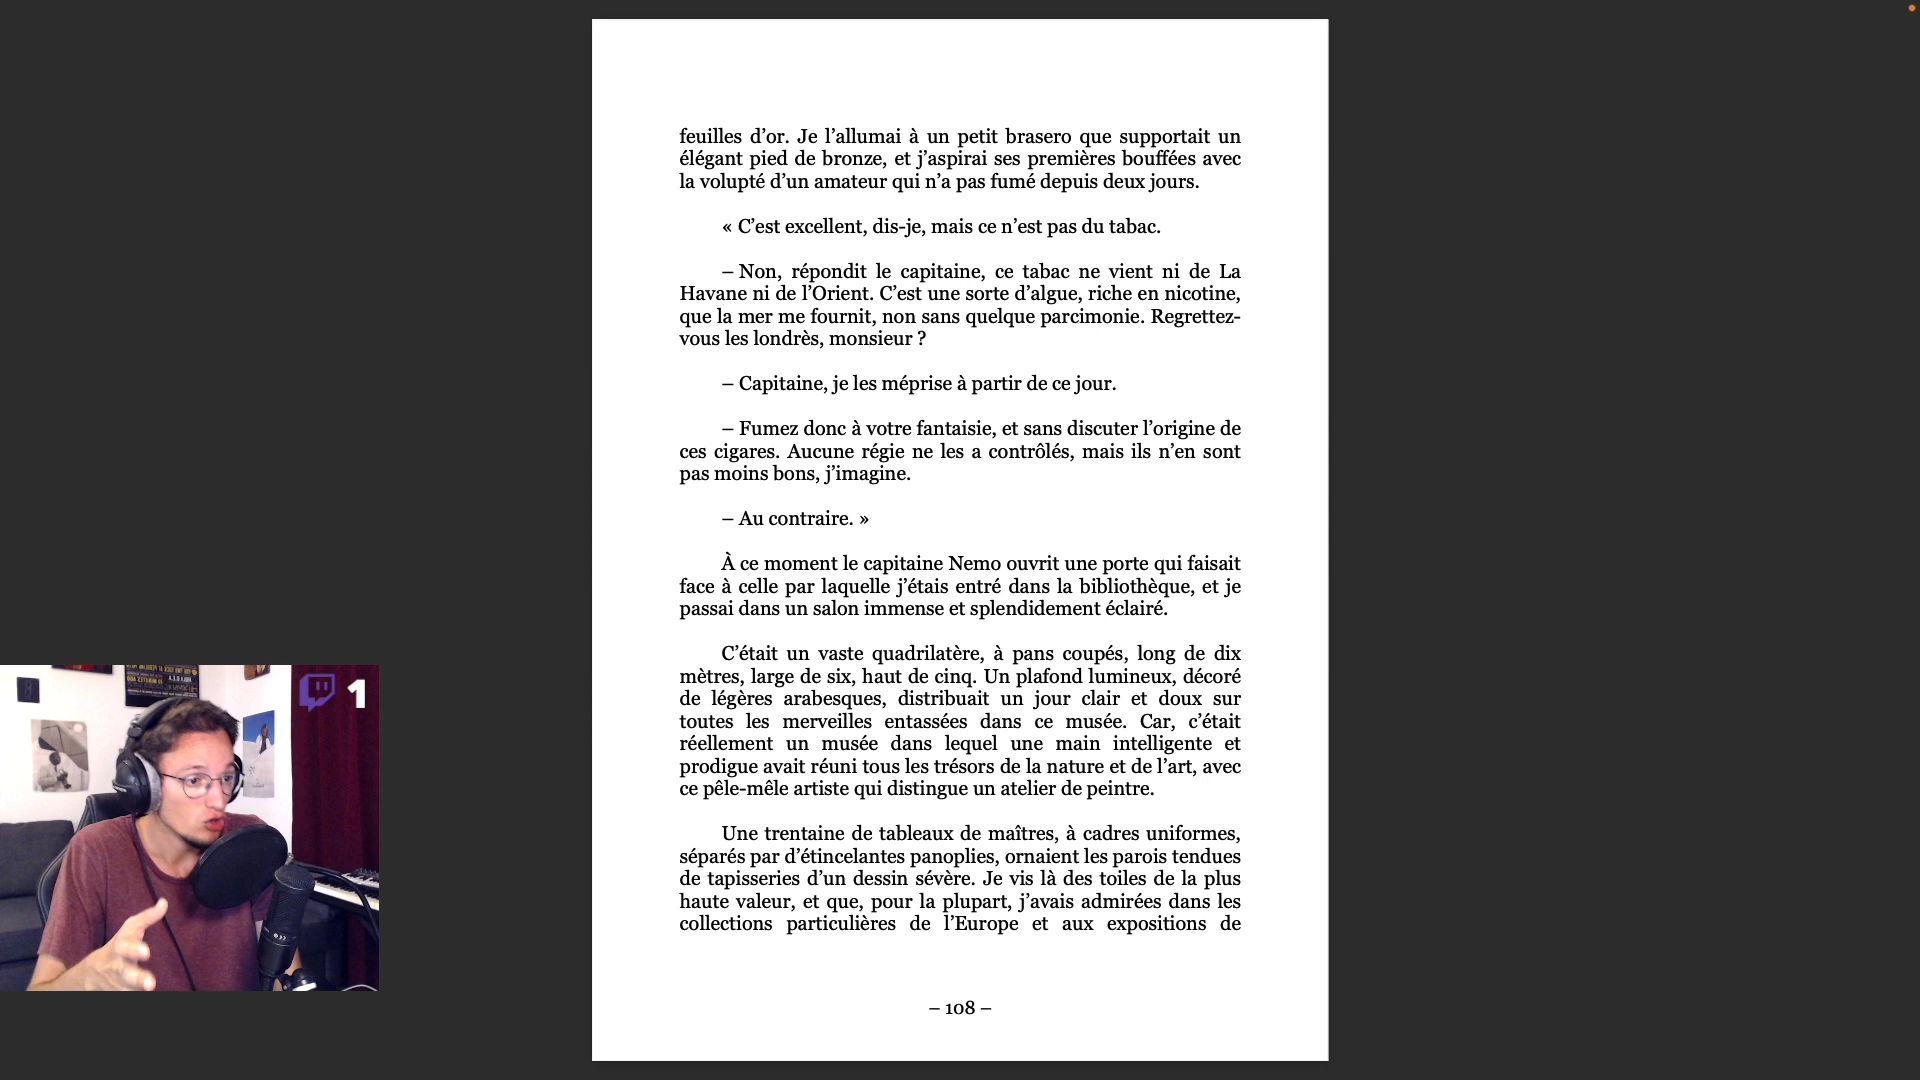 feuilles d’or. Je l’allumai à un petit brasero que supportait un
élégant pied de bronze, et j’aspirai ses premières bouffées avec
la volupté d’un amateur qui n’a pas fumé depuis deux jours.
« C’est excellent, dis-je, mais ce n’est pas du tabac.
– Non, répondit le capitaine, ce tabac ne vient ni de La
Havane ni de l’Orient. C’est une sorte d’algue, riche en nicotine,
que la mer me fournit, non sans quelque parcimonie. Regrettez-
vous les londrès, monsieur ?
– Capitaine, je les méprise à partir de ce jour.
– Fumez donc à votre fantaisie, et sans discuter l’origine de
ces cigares. Aucune régie ne les a contrôlés, mais ils n’en sont
pas moins bons, j’imagine.
– Au contraire. »
À ce moment le capitaine Nemo ouvrit une porte qui faisait
face à celle par laquelle j’étais entré dans la bibliothèque, et je
passai dans un salon immense et splendidement éclairé.
C’était un vaste quadrilatère, à pans coupés, long de dix
mètres, large de six, haut de cinq. Un plafond lumineux, décoré
de légères arabesques, distribuait un jour clair et doux sur
toutes les merveilles entassées dans ce musée. Car, c’était
réellement un musée dans lequel une main intelligente et
prodigue avait réuni tous les trésors de la nature et de l’art, avec
ce pêle-mêle artiste qui distingue un atelier de peintre.
Une trentaine de tableaux de maîtres, à cadres uniformes,
séparés par d’étincelantes panoplies, ornaient les parois tendues
de tapisseries d’un dessin sévère. Je vis là des toiles de la plus
haute valeur, et que, pour la plupart, j’avais admirées dans les
collections particulières de l’Europe et aux expositions de
– 108 –
1